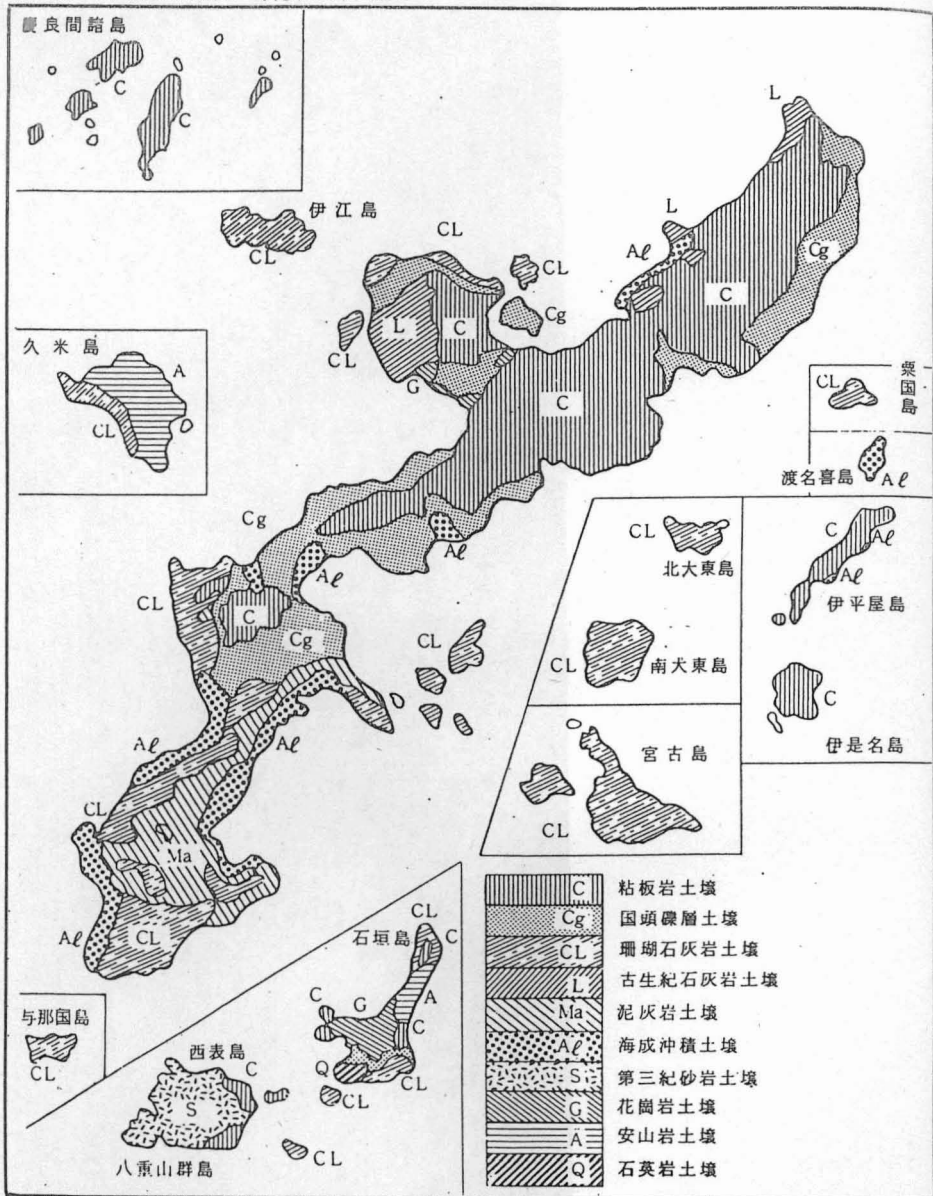 慶良間諸島
C
C
L
伊江島
CL
CL
L
Aℓ
CL
Cg
C
Cg
L
C
CL
G
C
久米島
A
CL
粟国島
CL
渡名喜島
Aℓ
Cg
Aℓ
Aℓ
CL
C
Cg
CL
CL
北大東島
CL
南大東島
C
Aℓ
Aℓ
伊平屋島
C
伊是名島
宮古島
CL
Aℓ
Aℓ
CL
Ma
Aℓ
CL
与那国島
CL
石垣島
CL
C
A
C
G
C
Q
CL
CL
西表島
C
S
CL
八重山群島
C 粘板岩土壌
Cg 国頭礫層土壌
CL 珊瑚石灰岩土壌
L 古生紀石灰岩土壌
Ma 泥灰岩土壌
Aℓ 海成沖積土壌
S 第三紀砂岩土壌
G 花崗岩土壌
A 安山岩土壌
Q 石英岩土壌